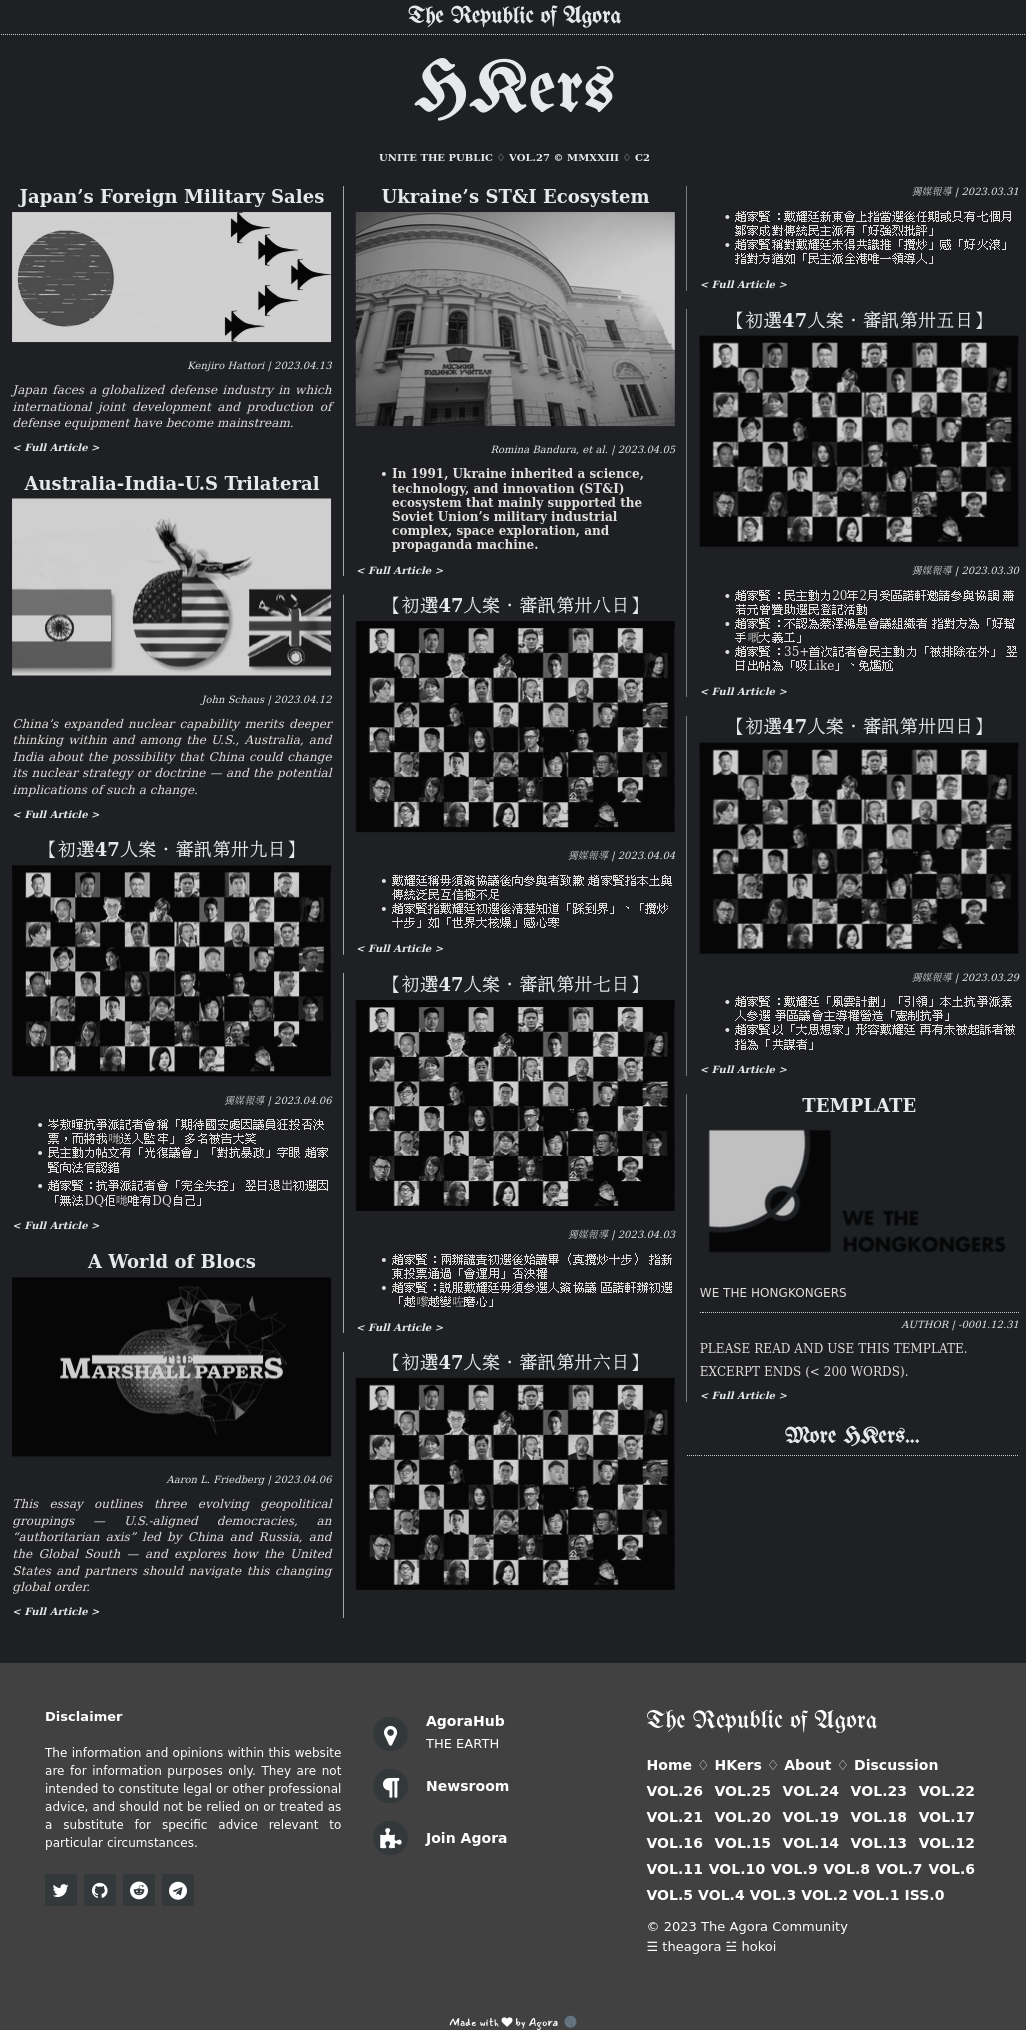 The Republic of Agora
HKers
UNITE THE PUBLIC ♢ VOL.27 © MMXXIII ♢ C2
Japan’s Foreign Military Sales
Kenjiro Hattori | 2023.04.13
Japan faces a globalized defense industry in which
international joint development and production of
defense equipment have become mainstream.
< Full Article >
Australia-India-U.S Trilateral
John Schaus | 2023.04.12
China’s expanded nuclear capability merits deeper
thinking within and among the U.S., Australia, and
India about the possibility that China could change
its nuclear strategy or doctrine — and the potential
implications of such a change.
< Full Article >
【初選47人案・審訊第卅九日】
獨媒報導 | 2023.04.06
• 岑敖暉抗爭派記者會稱「期待國安處因議員狂投否決
票，而將我哋送入監牢」 多名被告大笑
• 民主動力帖文有「光復議會」「對抗暴政」字眼 趙家
賢向法官認錯
• 趙家賢：抗爭派記者會「完全失控」 翌日退出初選因
「無法DQ佢哋唯有DQ自己」
< Full Article >
A World of Blocs
THE
MARSHALL PAPERS
Aaron L. Friedberg | 2023.04.06
This essay outlines three evolving geopolitical
groupings — U.S.-aligned democracies, an
“authoritarian axis” led by China and Russia, and
the Global South — and explores how the United
States and partners should navigate this changing
global order.
< Full Article >
Ukraine’s ST&I Ecosystem
МІСЬКИЙ
БУДИНОК УЧИТЕЛЯ
Romina Bandura, et al. | 2023.04.05
• In 1991, Ukraine inherited a science,
technology, and innovation (ST&I)
ecosystem that mainly supported the
Soviet Union’s military industrial
complex, space exploration, and
propaganda machine.
< Full Article >
【初選47人案・審訊第卅八日】
獨媒報導 | 2023.04.04
• 戴耀廷稱毋須簽協議後向參與者致歉 趙家賢指本土與
傳統泛民互信極不足
• 趙家賢指戴耀廷初選後清楚知道「踩到界」、「攬炒
十步」如「世界大核爆」感心寒
< Full Article >
【初選47人案・審訊第卅七日】
獨媒報導 | 2023.04.03
• 趙家賢：兩辦譴責初選後始讀畢〈真攬炒十步〉 指新
東投票通過「會運用」否決權
• 趙家賢：說服戴耀廷毋須參選人簽協議 區諾軒辦初選
「越嚟越變咗磨心」
< Full Article >
【初選47人案・審訊第卅六日】
獨媒報導 | 2023.03.31
• 趙家賢：戴耀廷新東會上指當選後任期或只有七個月
鄒家成對傳統民主派有「好強烈批評」
• 趙家賢稱對戴耀廷未得共識推「攬炒」感「好火滾」
指對方猶如「民主派全港唯一領導人」
< Full Article >
【初選47人案・審訊第卅五日】
獨媒報導 | 2023.03.30
• 趙家賢：民主動力20年2月受區諾軒邀請參與協調 蕭
若元曾贊助選民登記活動
• 趙家賢：不認為蔡澤鴻是會議組織者 指對方為「好幫
手嘅大義工」
• 趙家賢：35+首次記者會民主動力「被排除在外」 翌
日出帖為「吸Like」、免尷尬
< Full Article >
【初選47人案・審訊第卅四日】
獨媒報導 | 2023.03.29
• 趙家賢：戴耀廷「風雲計劃」「引領」本土抗爭派素
人參選 爭區議會主導權營造「憲制抗爭」
• 趙家賢以「大思想家」形容戴耀廷 再有未被起訴者被
指為「共謀者」
< Full Article >
TEMPLATE
WE THE
HONGKONGERS
WE THE HONGKONGERS
AUTHOR | -0001.12.31
PLEASE READ AND USE THIS TEMPLATE.
EXCERPT ENDS (< 200 WORDS).
< Full Article >
More HKers...
Disclaimer
The information and opinions within this website
are for information purposes only. They are not
intended to constitute legal or other professional
advice, and should not be relied on or treated as
a substitute for specific advice relevant to
particular circumstances.
AgoraHub
THE EARTH
Newsroom
Join Agora
The Republic of Agora
Home ♢ HKers ♢ About ♢ Discussion
VOL.26 VOL.25 VOL.24 VOL.23 VOL.22
VOL.21 VOL.20 VOL.19 VOL.18 VOL.17
VOL.16 VOL.15 VOL.14 VOL.13 VOL.12
VOL.11 VOL.10 VOL.9 VOL.8 VOL.7 VOL.6
VOL.5 VOL.4 VOL.3 VOL.2 VOL.1 ISS.0
© 2023 The Agora Community
☰ theagora ☱ hokoi
Made with ❤ by Agora